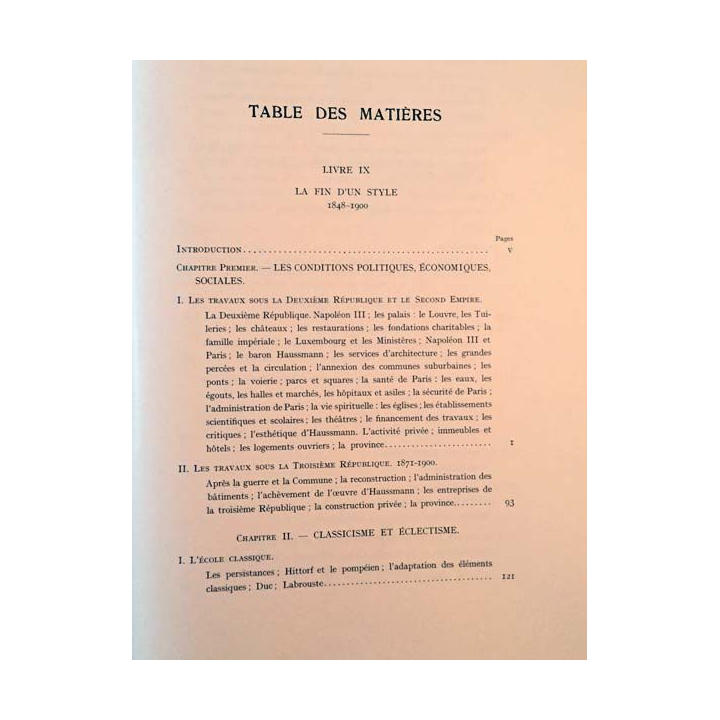 TABLE DES MATIÈRES
LIVRE IX
LA FIN D'UN STYLE
1848-1900
Pages
INTRODUCTION................................................ V
CHAPITRE PREMIER. — LES CONDITIONS POLITIQUES, ÉCONOMIQUES,
SOCIALES.
I. LES TRAVAUX SOUS LA DEUXIÈME RÉPUBLIQUE ET LE SECOND EMPIRE.
La Deuxième République. Napoléon III ; les palais : le Louvre, les Tui-
leries ; les châteaux ; les restaurations ; les fondations charitables ; la
famille impériale ; le Luxembourg et les Ministères ; Napoléon III et
Paris ; le baron Haussmann ; les services d'architecture ; les grandes
percées et la circulation ; l'annexion des communes suburbaines ; les
ponts ; la voierie ; parcs et squares ; la santé de Paris : les eaux, les
égouts, les halles et marchés, les hôpitaux et asiles ; la sécurité de Paris ;
l'administration de Paris ; la vie spirituelle : les églises ; les établissements
scientifiques et scolaires ; les théâtres ; le financement des travaux ; les
critiques ; l'esthétique d'Haussmann. L'activité privée ; immeubles et
hôtels ; les logements ouvriers ; la province........................ 1
II. LES TRAVAUX SOUS LA TROISIÈME RÉPUBLIQUE. 1871-1900.
Après la guerre et la Commune ; la reconstruction ; l'administration des
bâtiments ; l'achèvement de l'œuvre d'Haussmann ; les entreprises de
la troisième République ; la construction privée ; la province......... 93
CHAPITRE II. — CLASSICISME ET ÉCLECTISME.
I. L'ÉCOLE CLASSIQUE.
Les persistances ; Hittorf et le pompéien ; l'adaptation des éléments
classiques ; Duc ; Labrouste..................................... 121